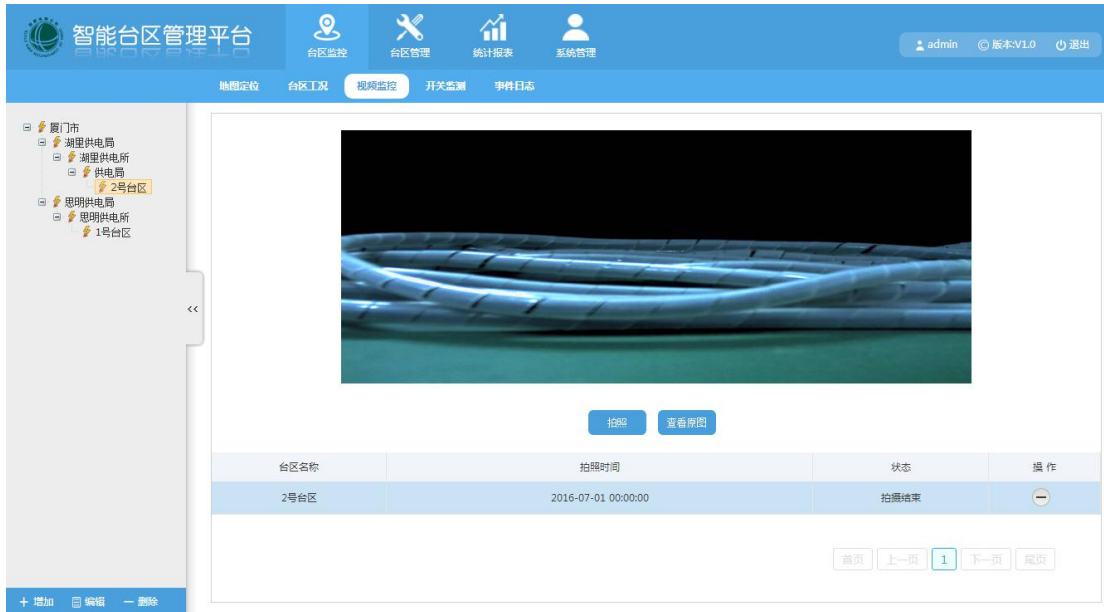 智能台区管理平台
台区监控 台区管理 统计报表 系统管理
admin 版本:V1.0 退出
地图定位 台区工况 视频监控 开关监测 事件日志
厦门市
湖里供电局
湖里供电所
供电局
2号台区
思明供电局
思明供电所
1号台区
<<
拍照 查看原图
台区名称 拍照时间 状态 操作
2号台区 2016-07-01 00:00:00 拍摄结束
首页 上一页 1 下一页 尾页
+ 增加 编辑 — 删除